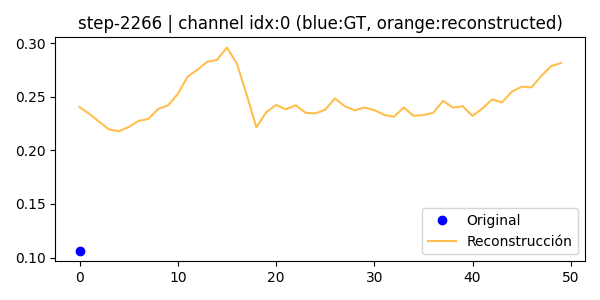 step-2266 | channel idx:0 (blue:GT, orange:reconstructed)
0.30
0.25
0.20
0.15
0.10
0 10 20 30 40 50
Original
Reconstrucción